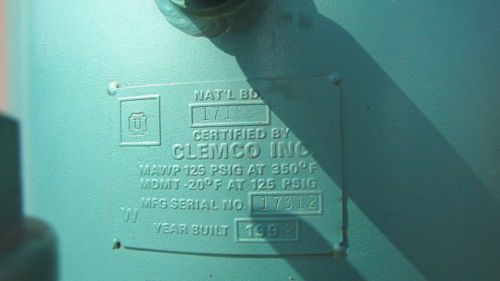 NAT'L BD
U
CERTIFIED BY
CLEMCO INC
MAWP 125 PSIG AT 350°F
MDMT -20°F AT 125 PSIG
W MFG SERIAL NO. 17312
YEAR BUILT